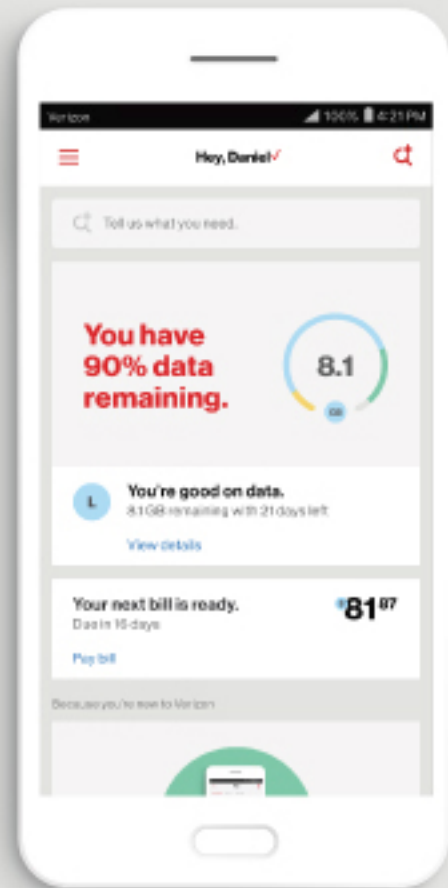 Verizon 100% 4:21 PM
Hey, Daniel✓
Tell us what you need.
You have
90% data
remaining.
8.1
GB
L
You're good on data.
8.1 GB remaining with 21 days left
View details
Your next bill is ready.
$81 97
Due in 16 days
Pay bill
Because you're new to Verizon